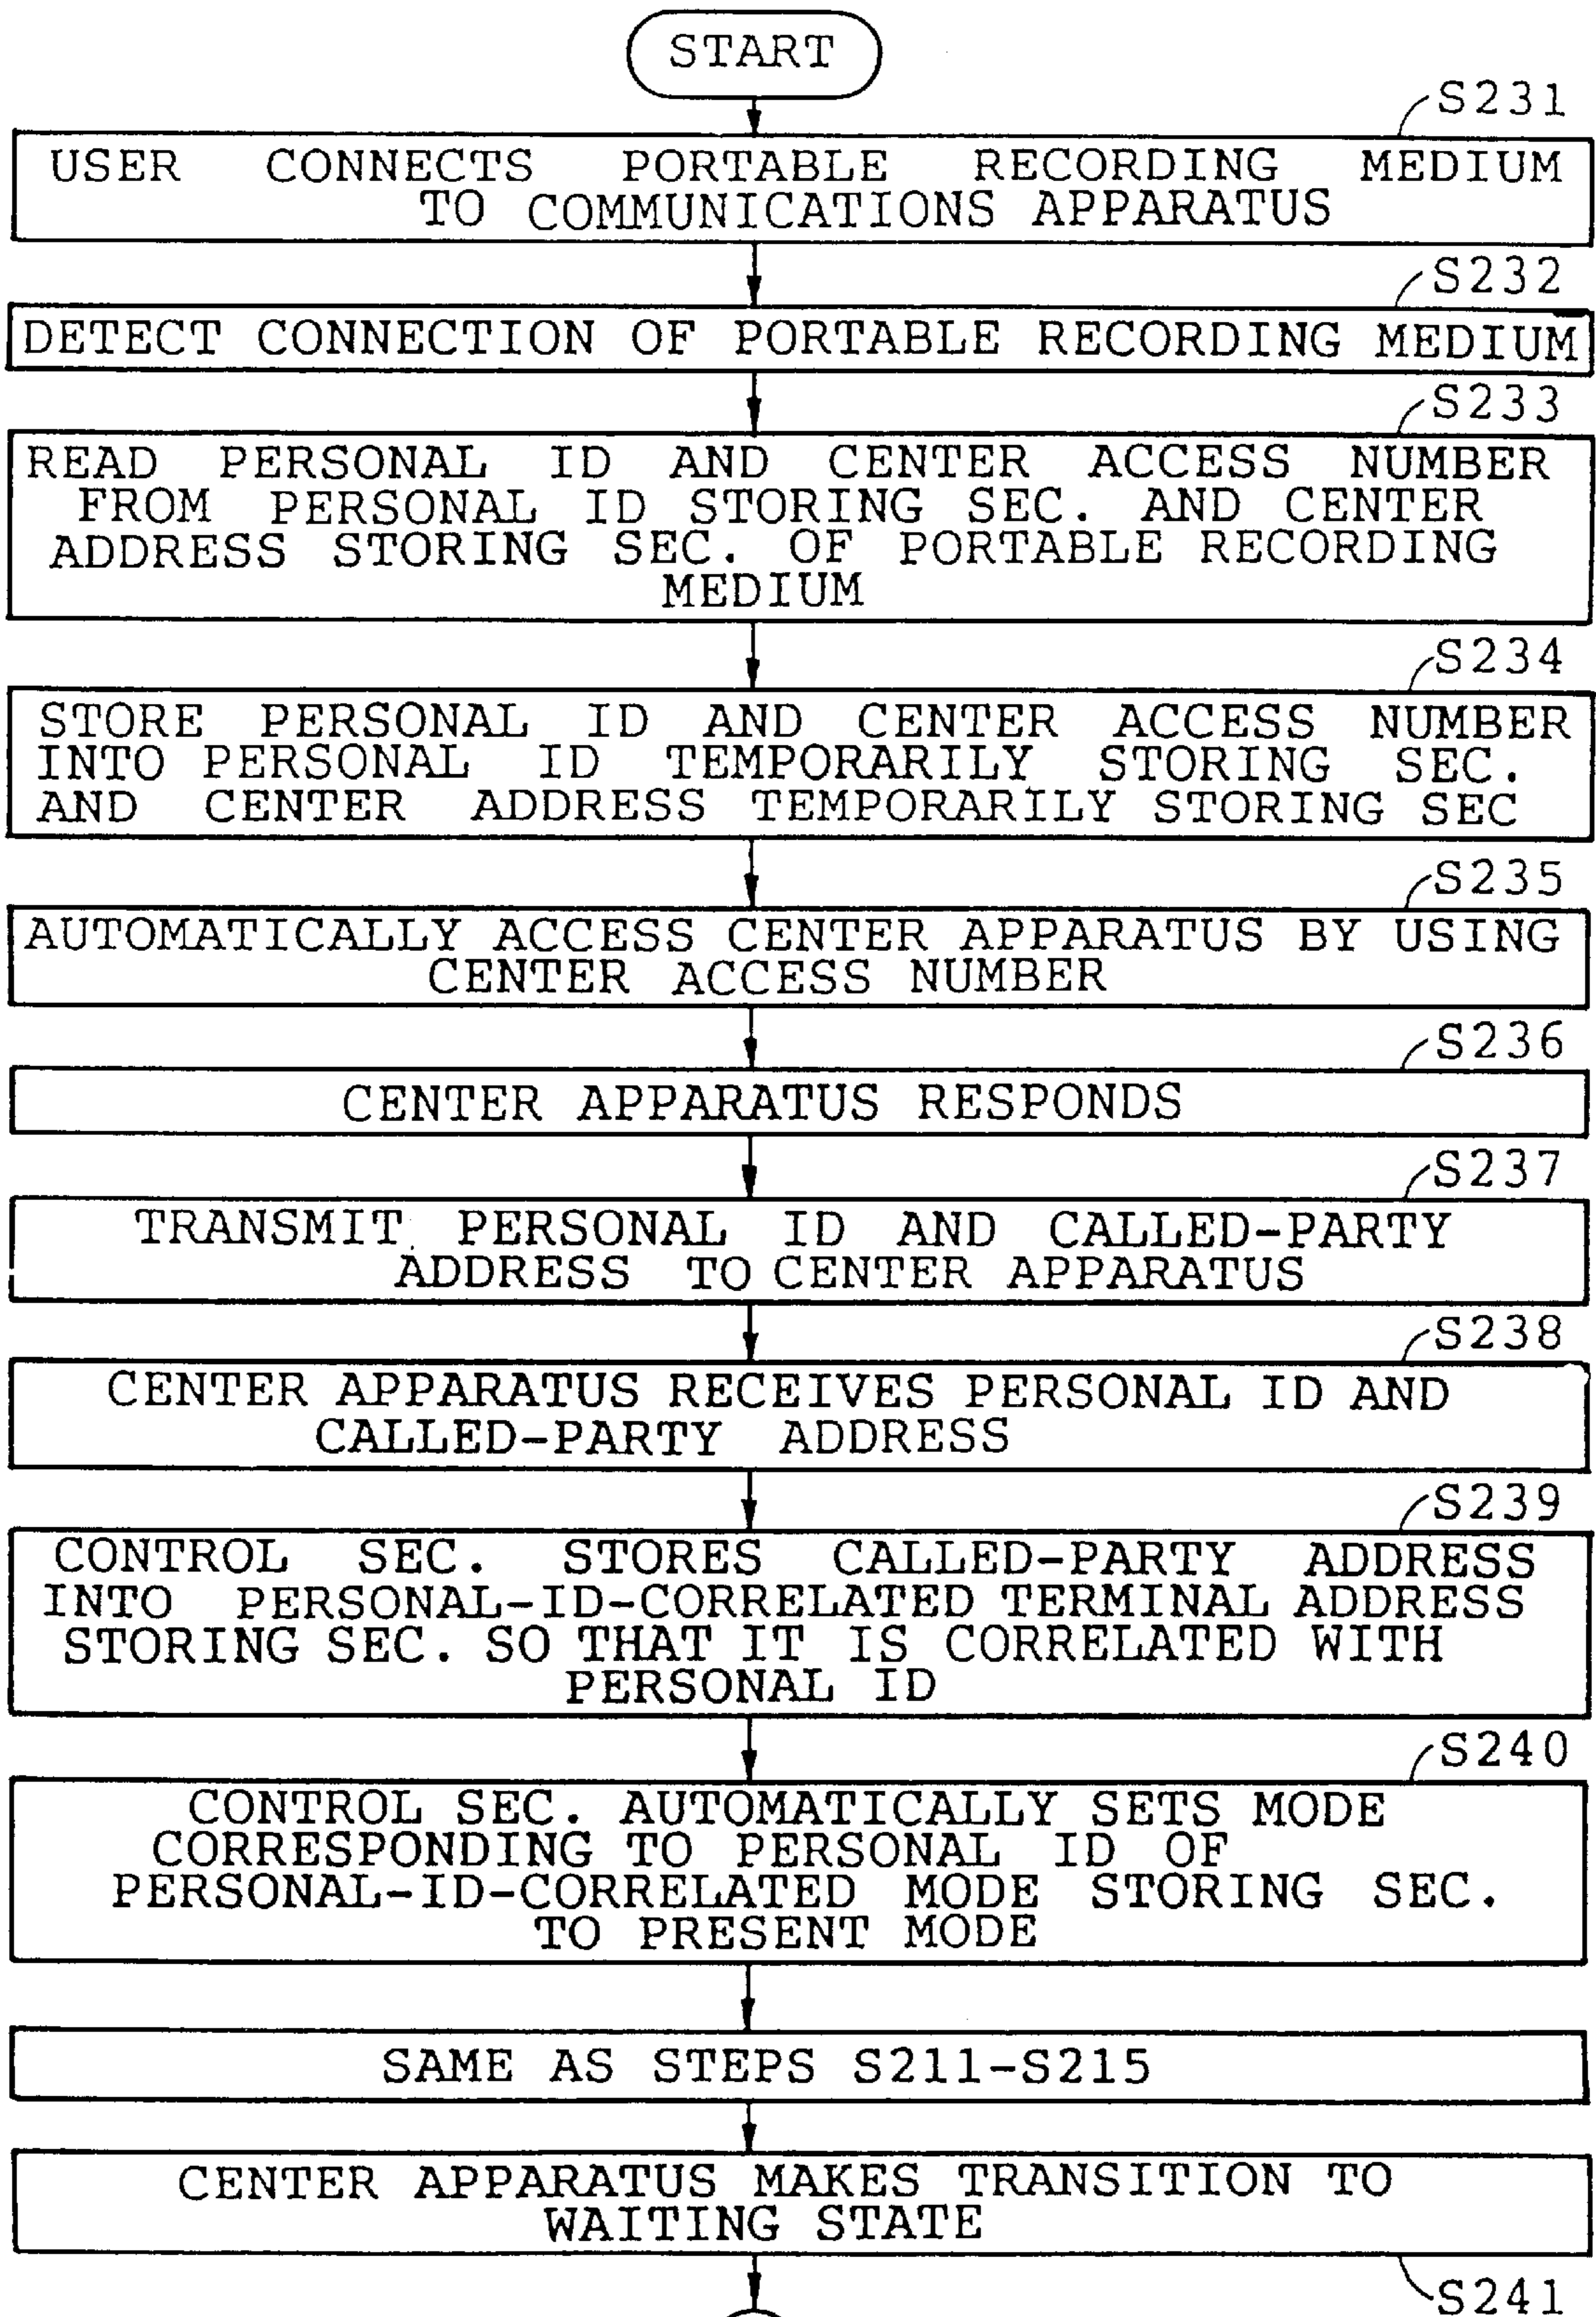 START
S231
USER CONNECTS PORTABLE RECORDING MEDIUM
TO COMMUNICATIONS APPARATUS
S232
DETECT CONNECTION OF PORTABLE RECORDING MEDIUM
S233
READ PERSONAL ID AND CENTER ACCESS NUMBER
FROM PERSONAL ID STORING SEC. AND CENTER
ADDRESS STORING SEC. OF PORTABLE RECORDING
MEDIUM
S234
STORE PERSONAL ID AND CENTER ACCESS NUMBER
INTO PERSONAL ID TEMPORARILY STORING SEC.
AND CENTER ADDRESS TEMPORARILY STORING SEC
S235
AUTOMATICALLY ACCESS CENTER APPARATUS BY USING
CENTER ACCESS NUMBER
S236
CENTER APPARATUS RESPONDS
S237
TRANSMIT PERSONAL ID AND CALLED-PARTY
ADDRESS TO CENTER APPARATUS
S238
CENTER APPARATUS RECEIVES PERSONAL ID AND
CALLED-PARTY ADDRESS
S239
CONTROL SEC. STORES CALLED-PARTY ADDRESS
INTO PERSONAL-ID-CORRELATED TERMINAL ADDRESS
STORING SEC. SO THAT IT IS CORRELATED WITH
PERSONAL ID
S240
CONTROL SEC. AUTOMATICALLY SETS MODE
CORRESPONDING TO PERSONAL ID OF
PERSONAL-ID-CORRELATED MODE STORING SEC.
TO PRESENT MODE
SAME AS STEPS S211-S215
CENTER APPARATUS MAKES TRANSITION TO
WAITING STATE
S241